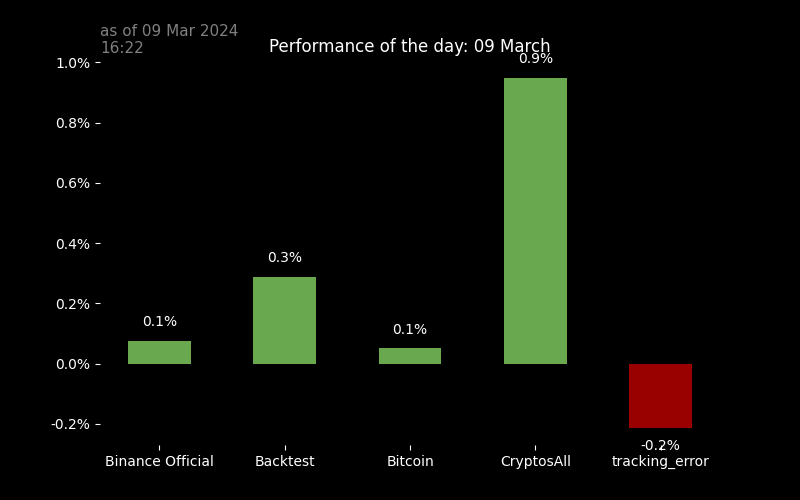 as of 09 Mar 2024
16:22
Performance of the day: 09 March
1.0%
0.8%
0.6%
0.4%
0.2%
0.0%
-0.2%
0.1%
0.3%
0.1%
0.9%
-0.2%
Binance Official
Backtest
Bitcoin
CryptosAll
tracking_error